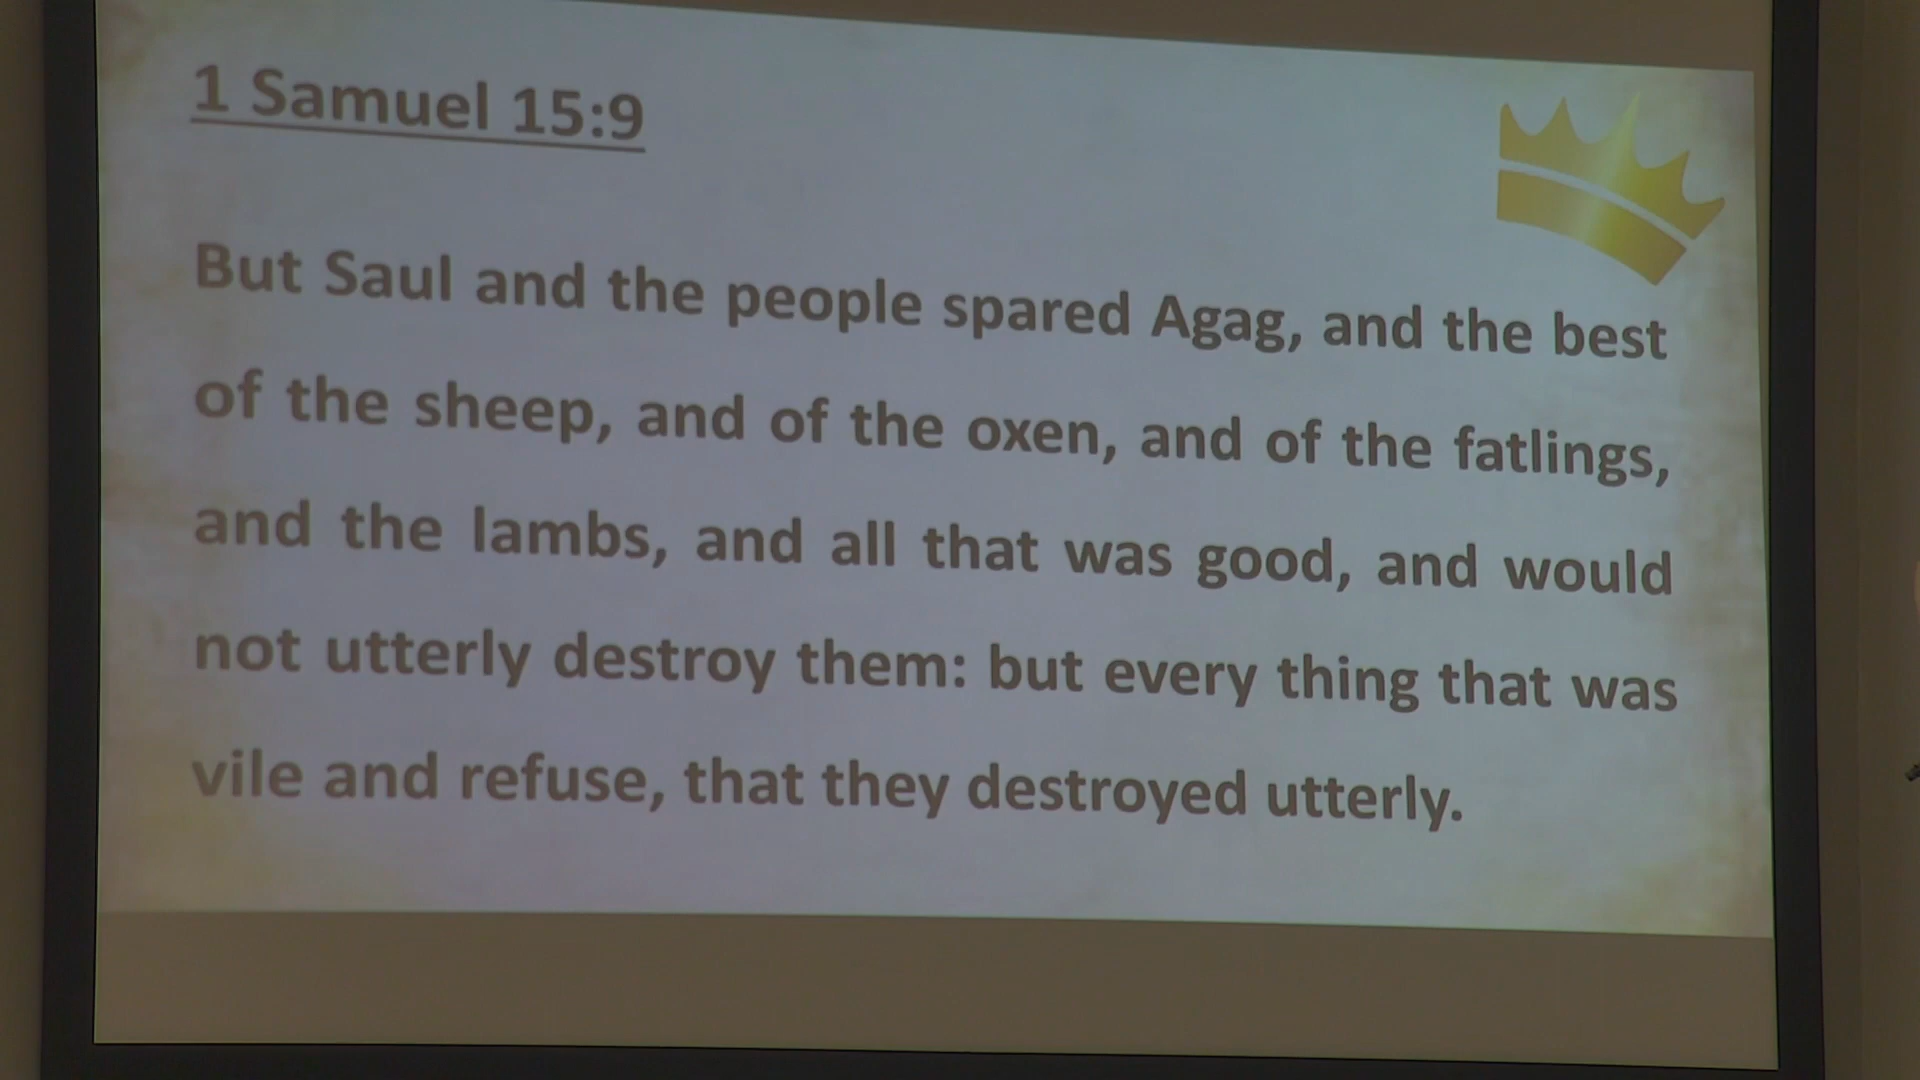 1 Samuel 15:9
But Saul and the people spared Agag, and the best
of the sheep, and of the oxen, and of the fatlings,
and the lambs, and all that was good, and would
not utterly destroy them: but every thing that was
vile and refuse, that they destroyed utterly.